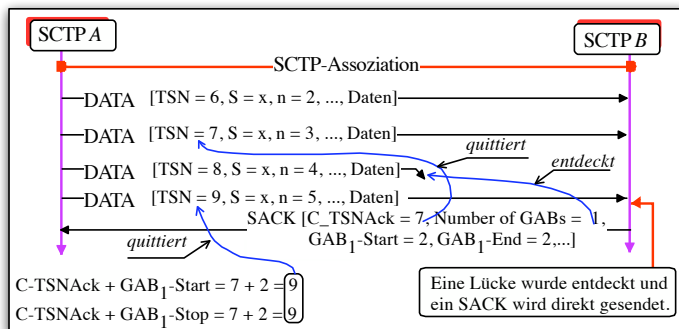 SCTP A
SCTP B
SCTP-Assoziation
DATA [TSN = 6, S = x, n = 2, ..., Daten]
DATA [TSN = 7, S = x, n = 3, ..., Daten]
quittiert
DATA [TSN = 8, S = x, n = 4, ..., Daten]
entdeckt
DATA [TSN = 9, S = x, n = 5, ..., Daten]
SACK [C_TSNAck = 7, Number of GABs = 1,
GAB1-Start = 2, GAB1-End = 2,...]
quittiert
C-TSNAck + GAB1-Start = 7 + 2 = 9
C-TSNAck + GAB1-Stop = 7 + 2 = 9
Eine Lücke wurde entdeckt und
ein SACK wird direkt gesendet.